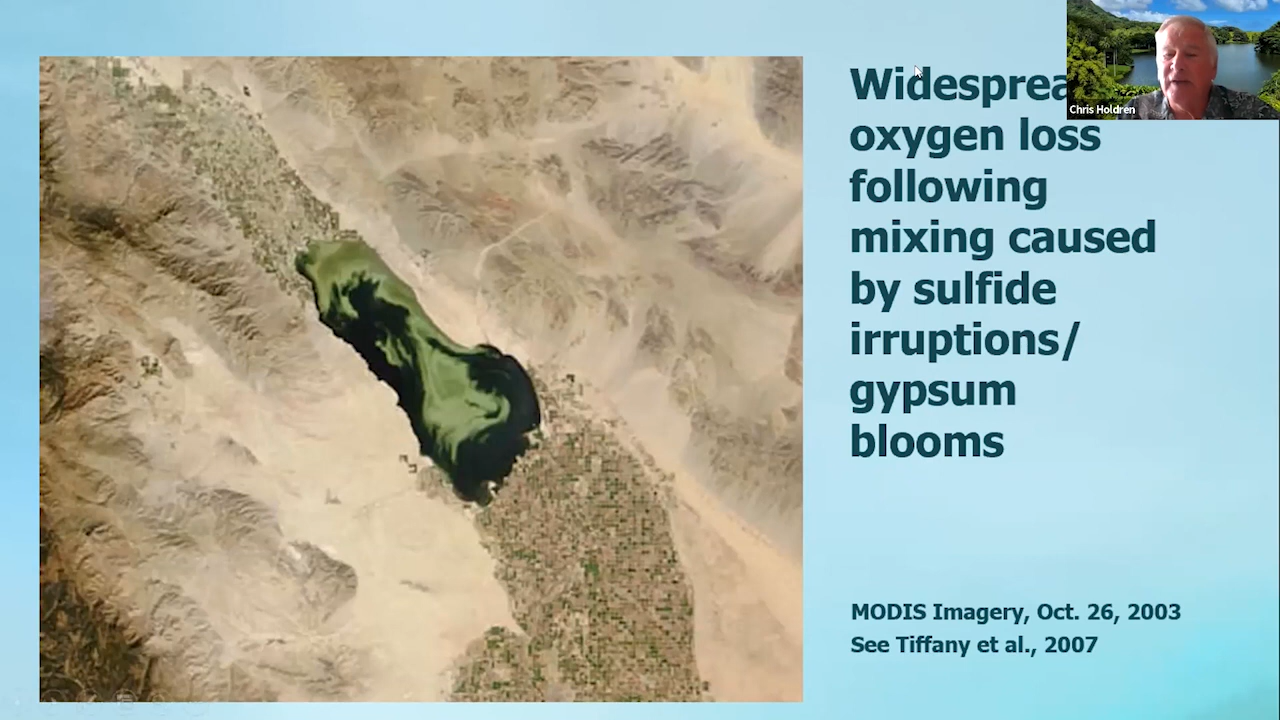 Widesprea
oxygen loss
following
mixing caused
by sulfide
irruptions/
gypsum
blooms
MODIS Imagery, Oct. 26, 2003
See Tiffany et al., 2007
Chris Holdren